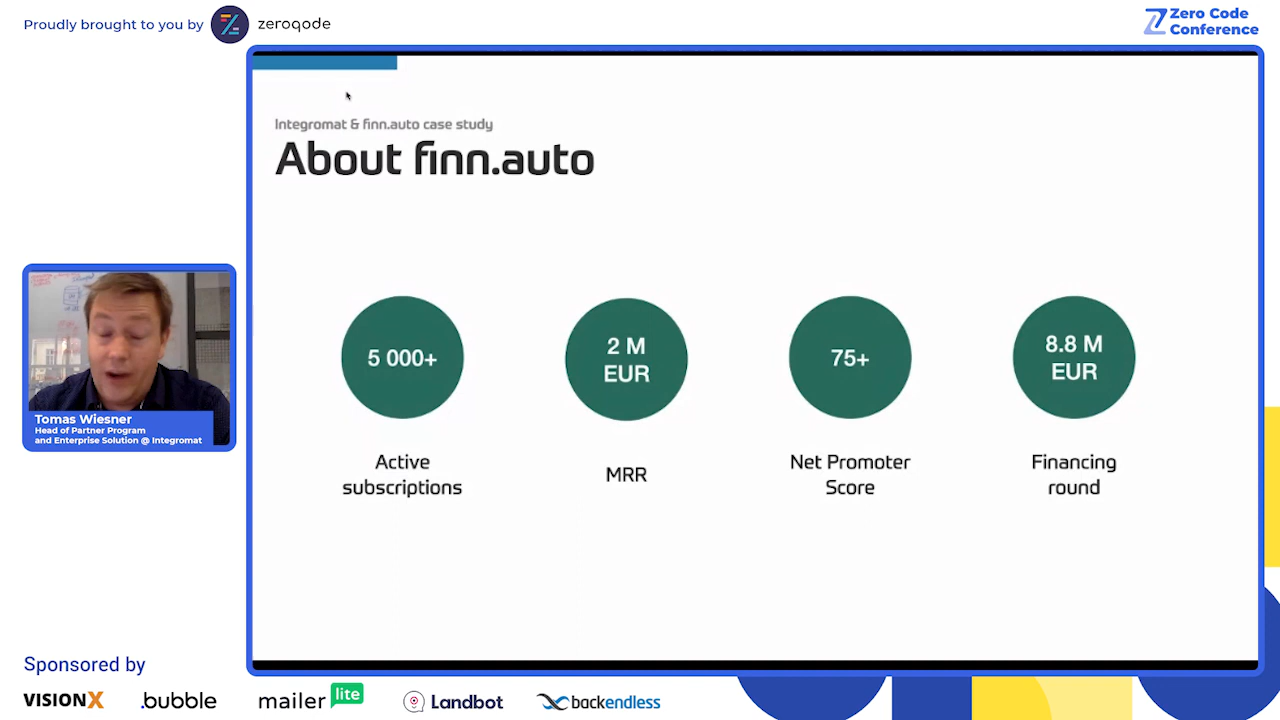 Proudly brought to you by
zeroqode
Zero Code
Conference
Integromat & finn.auto case study
About finn.auto
5 000+
2 M
EUR
75+
8.8 M
EUR
Active
subscriptions
MRR
Net Promoter
Score
Financing
round
Tomas Wiesner
Head of Partner Program
and Enterprise Solution @ Integromat
Sponsored by
VISIONX
.bubble
mailer lite
Landbot
backendless